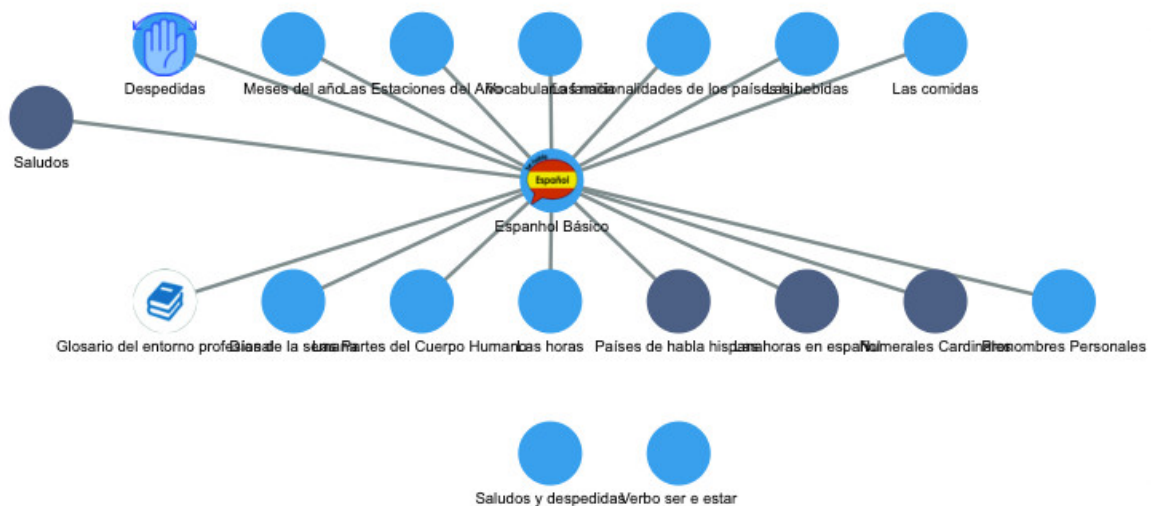 Despedidas
Meses del año
Las Estaciones del Año
Vocabulario familia
Las nacionalidades de los países
Las bebidas
Las comidas
Saludos
Español
Espanhol Básico
Glosario del entorno profesional
Días de la semana
Las Partes del Cuerpo Humano
Las horas
Países de habla hispana
Las horas en español
Numerales Cardinales
Pronombres Personales
Saludos y despedidas
Verbo ser e estar